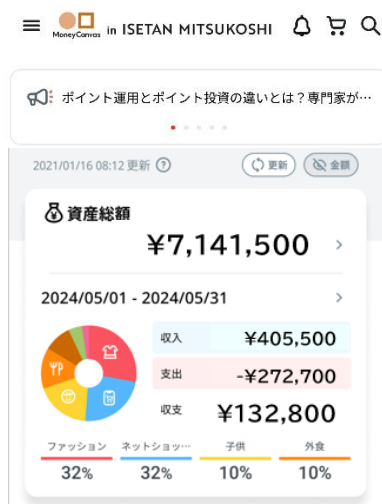 MoneyCanvas in ISETAN MITSUKOSHI
ポイント運用とポイント投資の違いとは？専門家が…
2021/01/16 08:12 更新 ? 更新 金額
¥ 資産総額
¥7,141,500
2024/05/01 - 2024/05/31
収入 ¥405,500
支出 -¥272,700
収支 ¥132,800
ファッション ネットショッ… 子供 外食
32% 32% 10% 10%